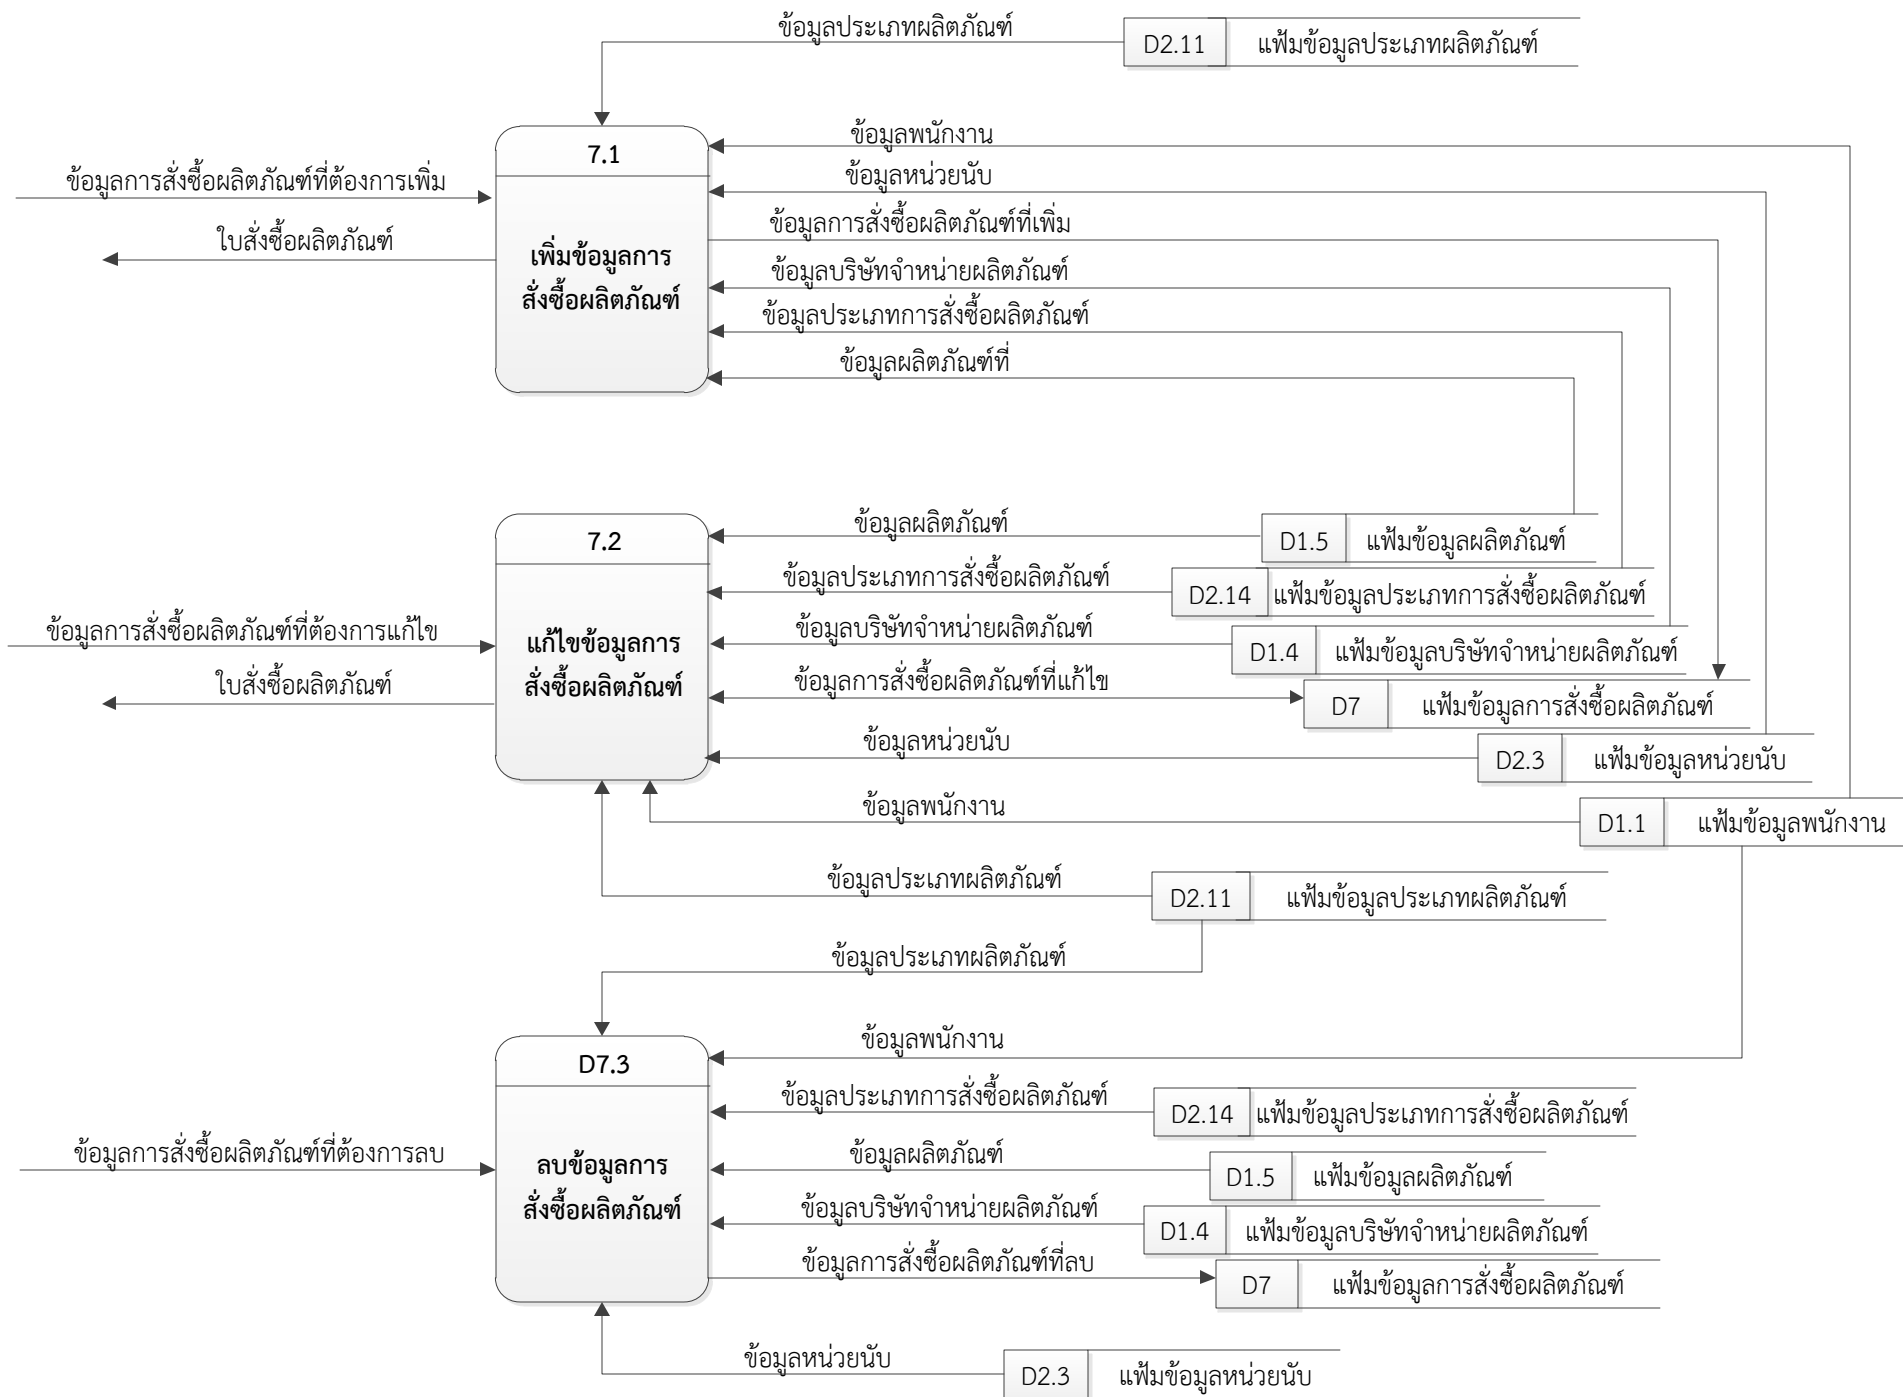 ข้อมูลประเภทผลิตภัณฑ์
D2.11 แฟ้มข้อมูลประเภทผลิตภัณฑ์
7.1
เพิ่มข้อมูลการ
สั่งซื้อผลิตภัณฑ์
ข้อมูลการสั่งซื้อผลิตภัณฑ์ที่ต้องการเพิ่ม
ใบสั่งซื้อผลิตภัณฑ์
ข้อมูลพนักงาน
ข้อมูลหน่วยนับ
ข้อมูลการสั่งซื้อผลิตภัณฑ์ที่เพิ่ม
ข้อมูลบริษัทจำหน่ายผลิตภัณฑ์
ข้อมูลประเภทการสั่งซื้อผลิตภัณฑ์
ข้อมูลผลิตภัณฑ์ที่
7.2
แก้ไขข้อมูลการ
สั่งซื้อผลิตภัณฑ์
ข้อมูลการสั่งซื้อผลิตภัณฑ์ที่ต้องการแก้ไข
ใบสั่งซื้อผลิตภัณฑ์
ข้อมูลผลิตภัณฑ์
D1.5 แฟ้มข้อมูลผลิตภัณฑ์
ข้อมูลประเภทการสั่งซื้อผลิตภัณฑ์
D2.14 แฟ้มข้อมูลประเภทการสั่งซื้อผลิตภัณฑ์
ข้อมูลบริษัทจำหน่ายผลิตภัณฑ์
D1.4 แฟ้มข้อมูลบริษัทจำหน่ายผลิตภัณฑ์
ข้อมูลการสั่งซื้อผลิตภัณฑ์ที่แก้ไข
D7 แฟ้มข้อมูลการสั่งซื้อผลิตภัณฑ์
ข้อมูลหน่วยนับ
D2.3 แฟ้มข้อมูลหน่วยนับ
ข้อมูลพนักงาน
D1.1 แฟ้มข้อมูลพนักงาน
ข้อมูลประเภทผลิตภัณฑ์
D2.11 แฟ้มข้อมูลประเภทผลิตภัณฑ์
ข้อมูลประเภทผลิตภัณฑ์
D7.3
ลบข้อมูลการ
สั่งซื้อผลิตภัณฑ์
ข้อมูลการสั่งซื้อผลิตภัณฑ์ที่ต้องการลบ
ข้อมูลพนักงาน
ข้อมูลประเภทการสั่งซื้อผลิตภัณฑ์
D2.14 แฟ้มข้อมูลประเภทการสั่งซื้อผลิตภัณฑ์
ข้อมูลผลิตภัณฑ์
D1.5 แฟ้มข้อมูลผลิตภัณฑ์
ข้อมูลบริษัทจำหน่ายผลิตภัณฑ์
D1.4 แฟ้มข้อมูลบริษัทจำหน่ายผลิตภัณฑ์
ข้อมูลการสั่งซื้อผลิตภัณฑ์ที่ลบ
D7 แฟ้มข้อมูลการสั่งซื้อผลิตภัณฑ์
ข้อมูลหน่วยนับ
D2.3 แฟ้มข้อมูลหน่วยนับ